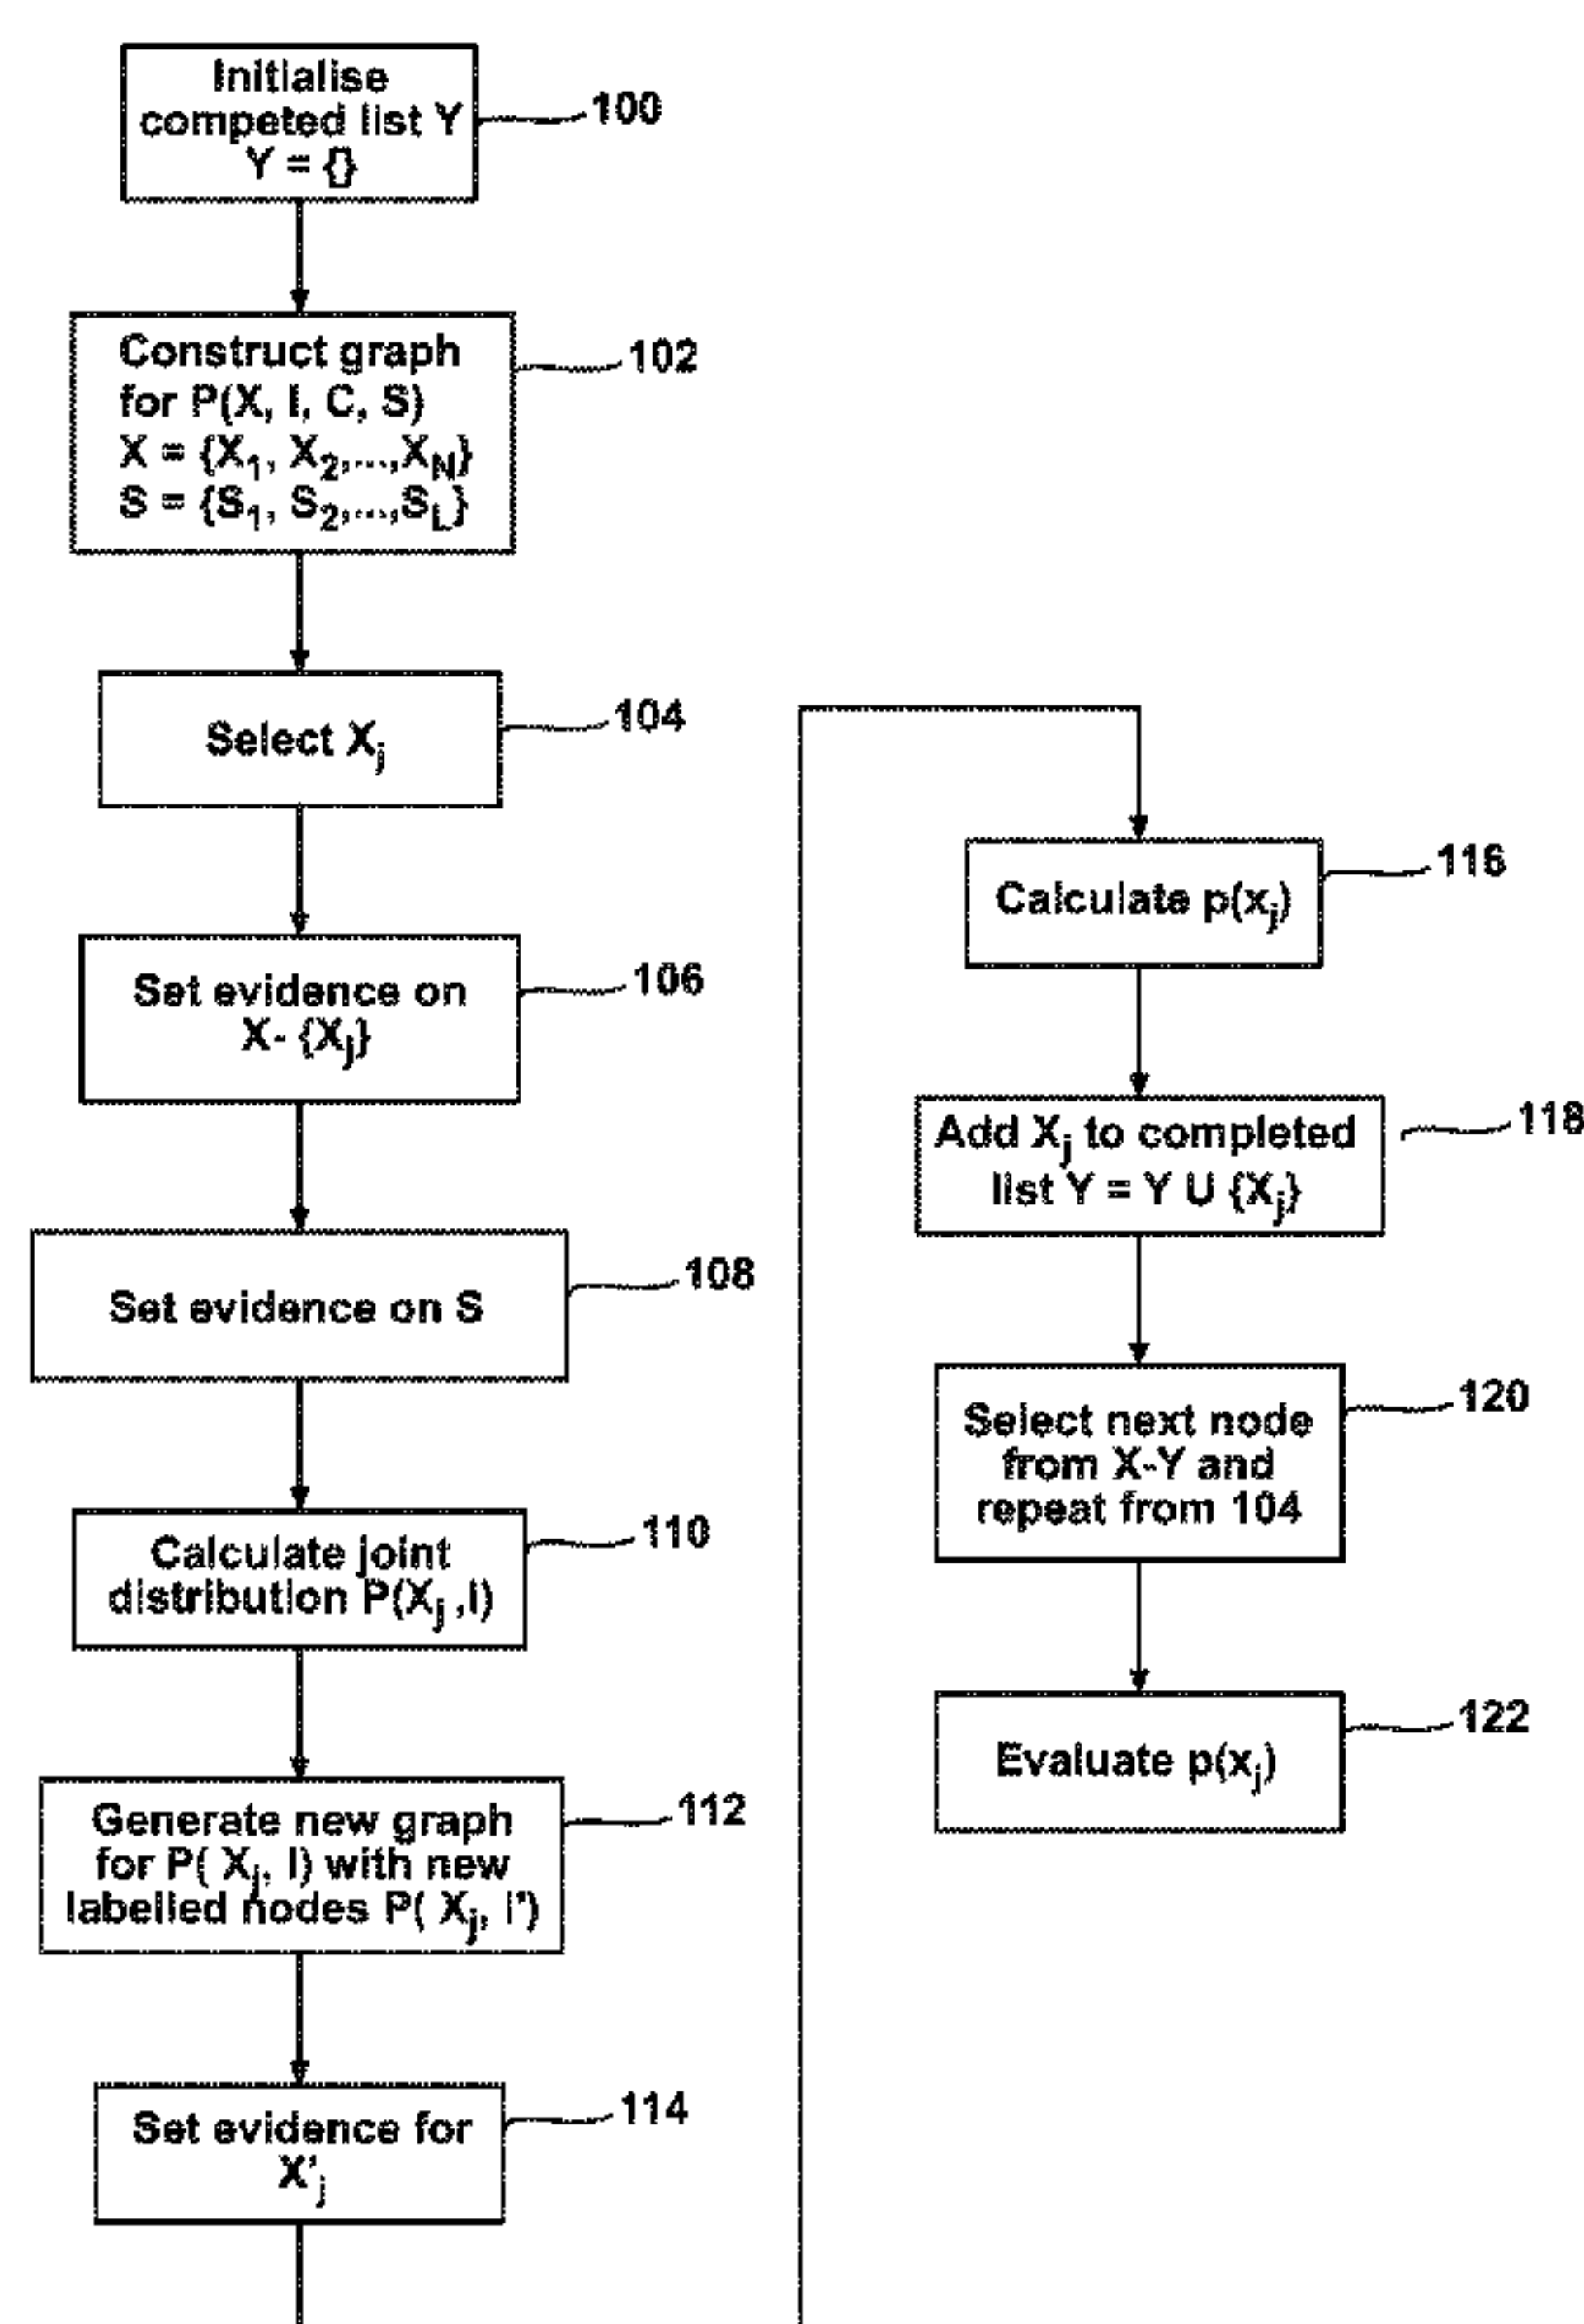 Initialise
competed list Y
Y = {}
100
Construct graph
for P(X, I, C, S)
X = {X1, X2,...,XN}
S = {S1, S2,...,SL}
102
Select Xj
104
Set evidence on
X- {Xj}
106
Set evidence on S
108
Calculate joint
distribution P(Xj ,I)
110
Generate new graph
for P( Xj, I) with new
labelled nodes P( Xj, I')
112
Set evidence for
X'j
114
Calculate p(xj)
116
Add Xj to completed
list Y = Y U {Xj}
118
Select next node
from X-Y and
repeat from 104
120
Evaluate p(xj)
122